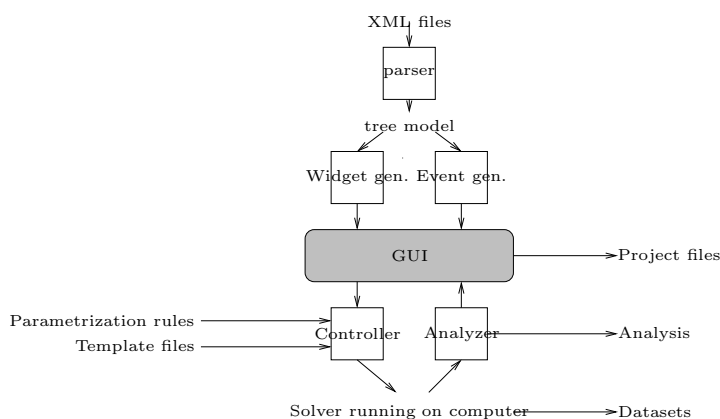 XML files
parser
tree model
Widget gen.
Event gen.
GUI
Project files
Parametrization rules
Template files
Controller
Analyzer
Analysis
Solver running on computer
Datasets